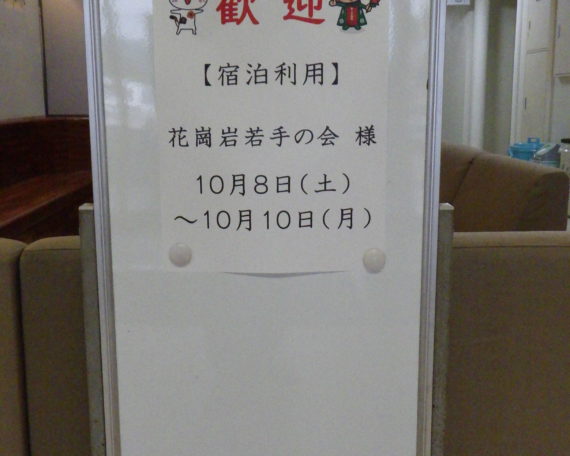 歓迎
【宿泊利用】
花崗岩若手の会 様
10月8日(土)
～10月10日(月)